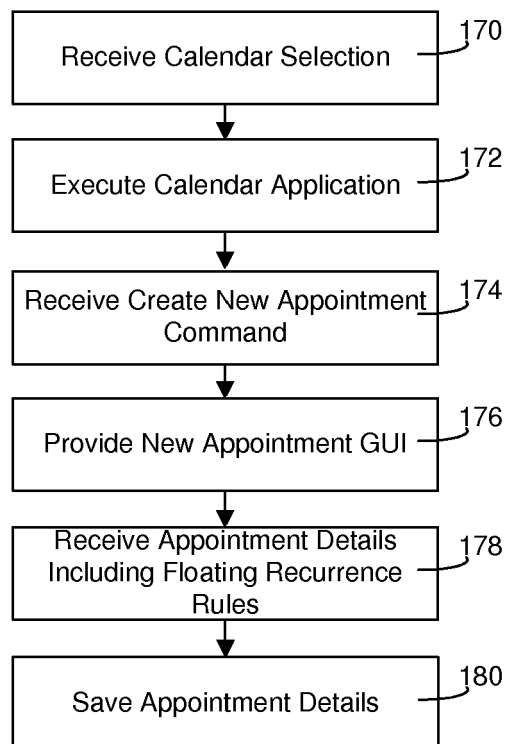 170
Receive Calendar Selection
172
Execute Calendar Application
174
Receive Create New Appointment
Command
176
Provide New Appointment GUI
178
Receive Appointment Details
Including Floating Recurrence
Rules
180
Save Appointment Details